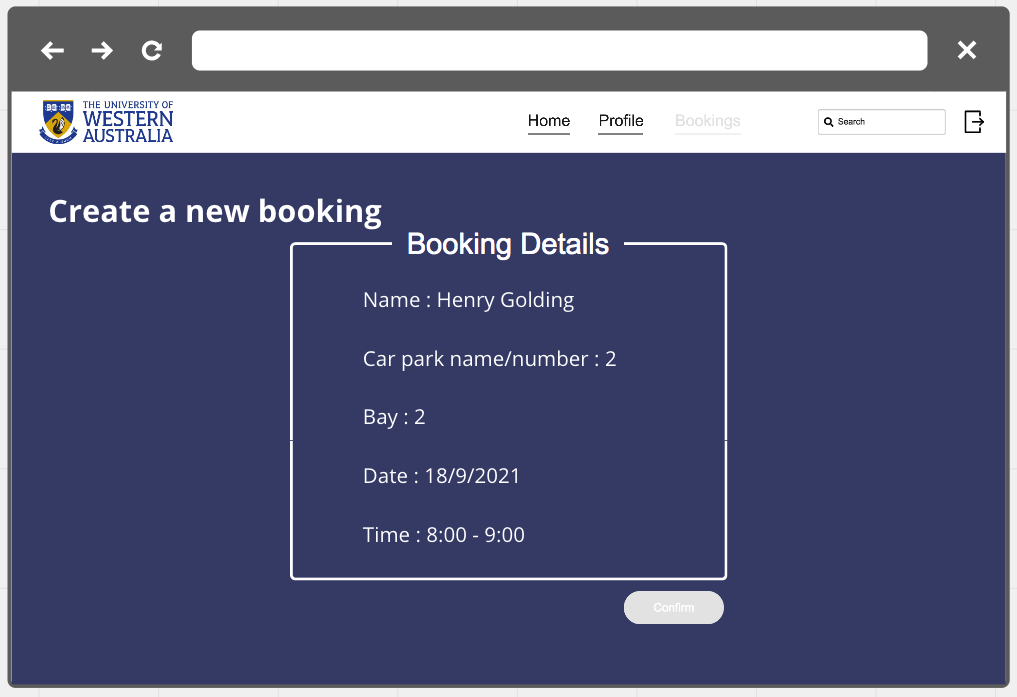 THE UNIVERSITY OF
WESTERN
AUSTRALIA
Home Profile Bookings Search
Create a new booking
Booking Details
Name : Henry Golding
Car park name/number : 2
Bay : 2
Date : 18/9/2021
Time : 8:00 - 9:00
Confirm